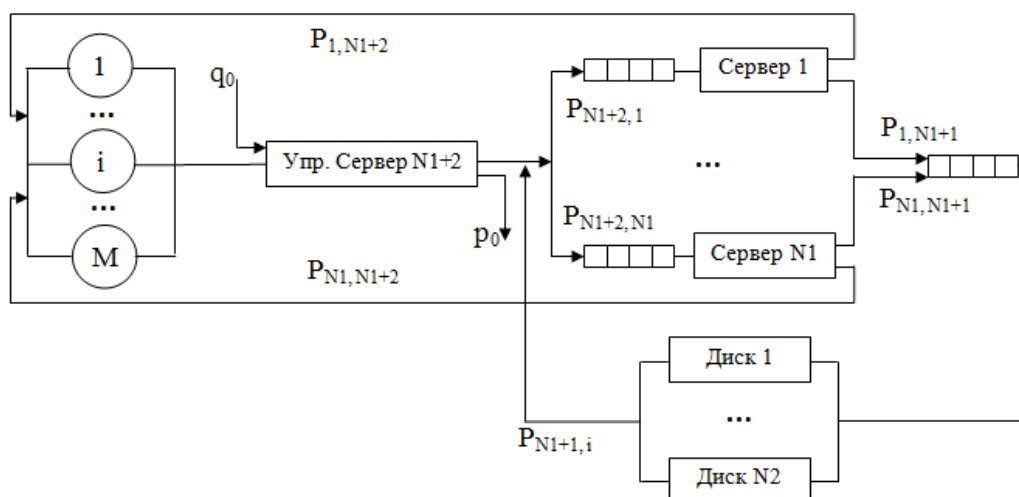 P1, N1+2
1
...
q0
i
...
M
Упр. Сервер N1+2
p0
PN1, N1+2
PN1+2, 1
Сервер 1
...
PN1+2, N1
Сервер N1
P1, N1+1
PN1, N1+1
Диск 1
...
PN1+1, i
Диск N2